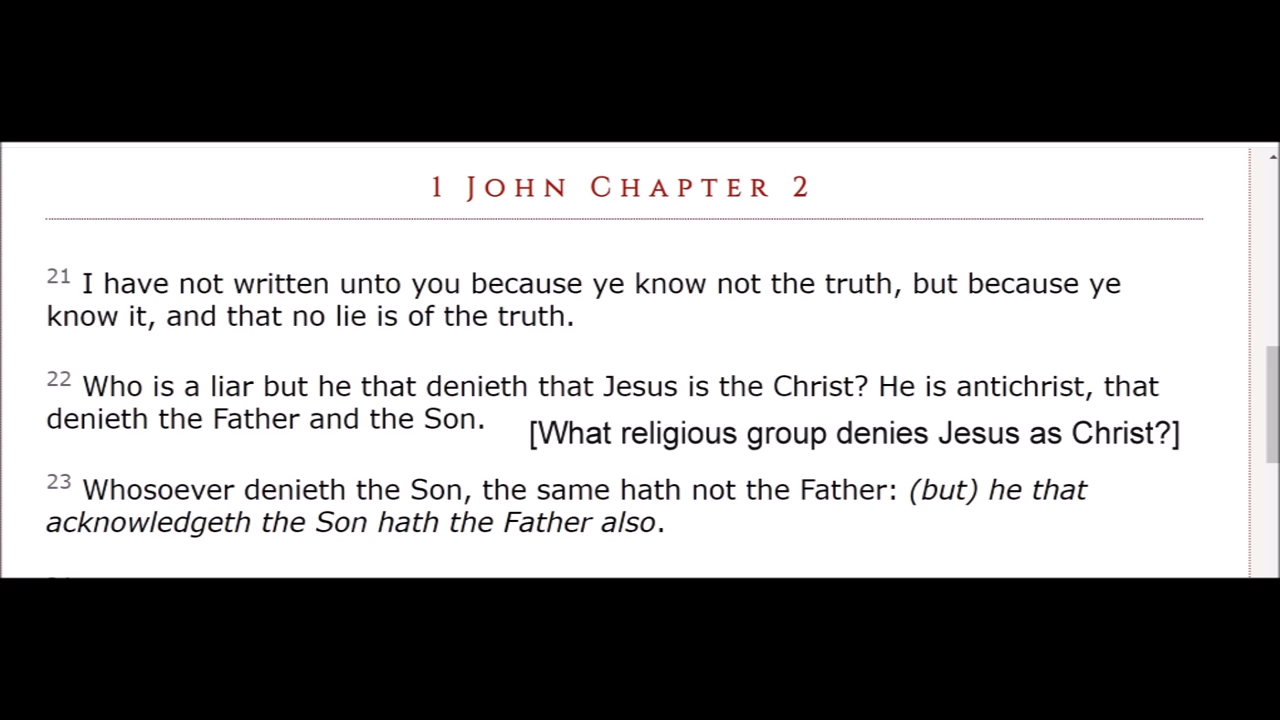 1 John Chapter 2
21 I have not written unto you because ye know not the truth, but because ye
know it, and that no lie is of the truth.
22 Who is a liar but he that denieth that Jesus is the Christ? He is antichrist, that
denieth the Father and the Son.
[What religious group denies Jesus as Christ?]
23 Whosoever denieth the Son, the same hath not the Father: (but) he that
acknowledgeth the Son hath the Father also.